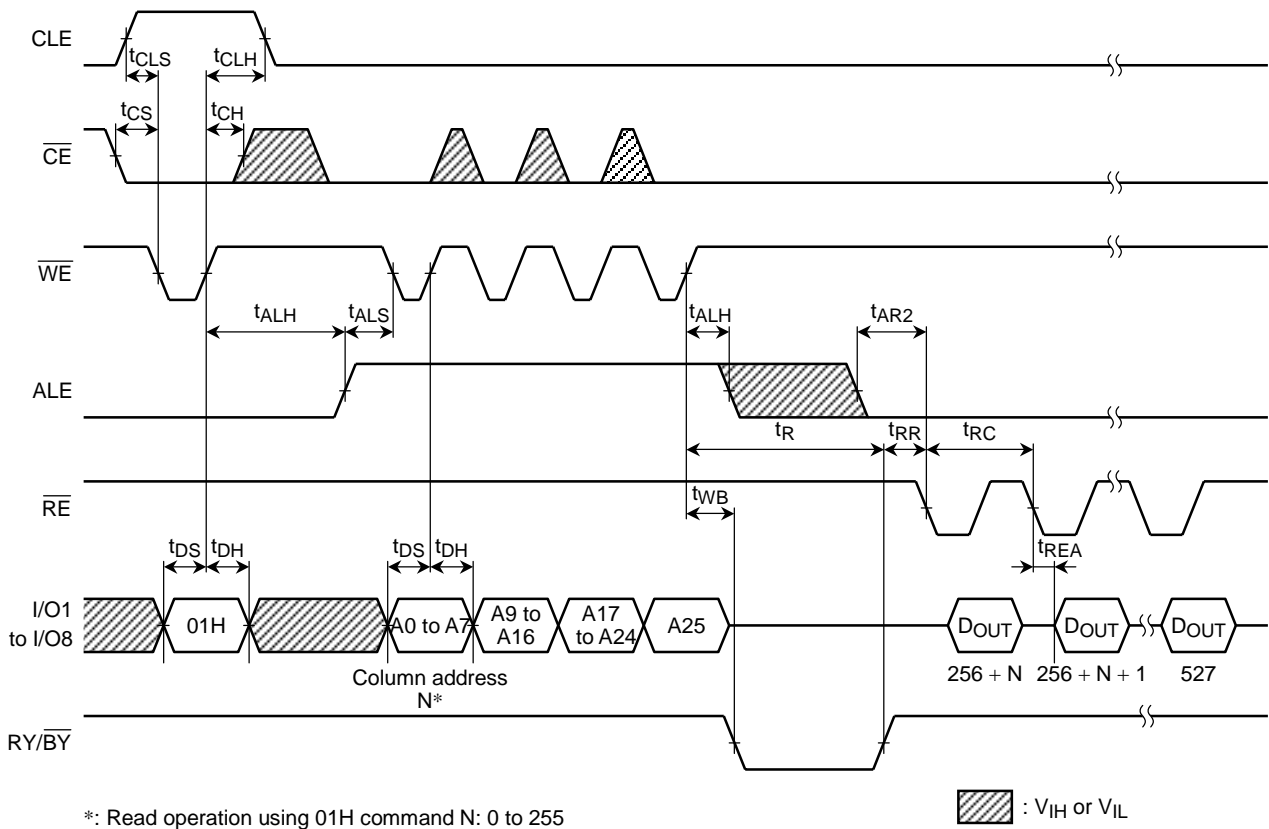 CLE
tCLS
tCLH
tCS
tCH
CE
WE
tALH
tALS
tALH
tAR2
ALE
tR
tRR
tRC
RE
tWB
tDS
tDH
tDS
tDH
tREA
I/O1
to I/O8
01H
A0 to A7
A9 to
A16
A17
to A24
A25
DOUT
DOUT
DOUT
Column address
N*
256 + N
256 + N + 1
527
RY/BY
*: Read operation using 01H command N: 0 to 255
: VIH or VIL